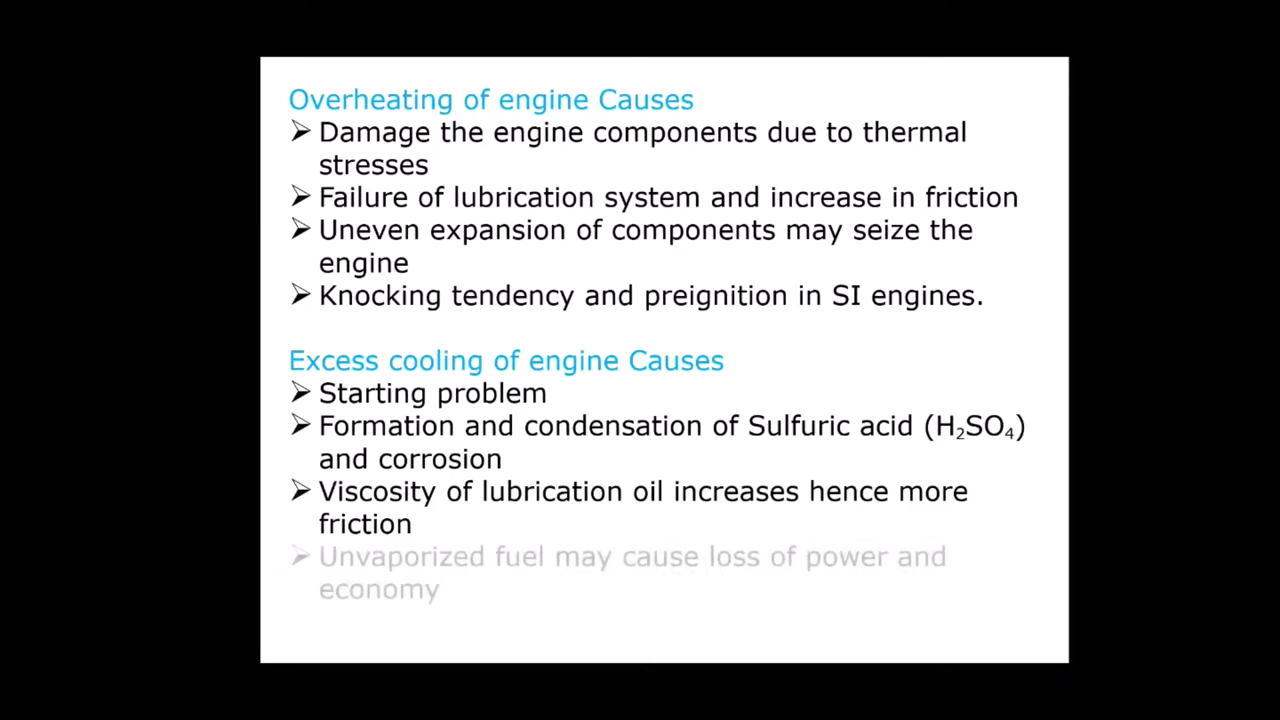 Overheating of engine Causes
➢ Damage the engine components due to thermal
stresses
➢ Failure of lubrication system and increase in friction
➢ Uneven expansion of components may seize the
engine
➢ Knocking tendency and preignition in SI engines.
Excess cooling of engine Causes
➢ Starting problem
➢ Formation and condensation of Sulfuric acid (H₂SO₄)
and corrosion
➢ Viscosity of lubrication oil increases hence more
friction
➢ Unvaporized fuel may cause loss of power and
economy